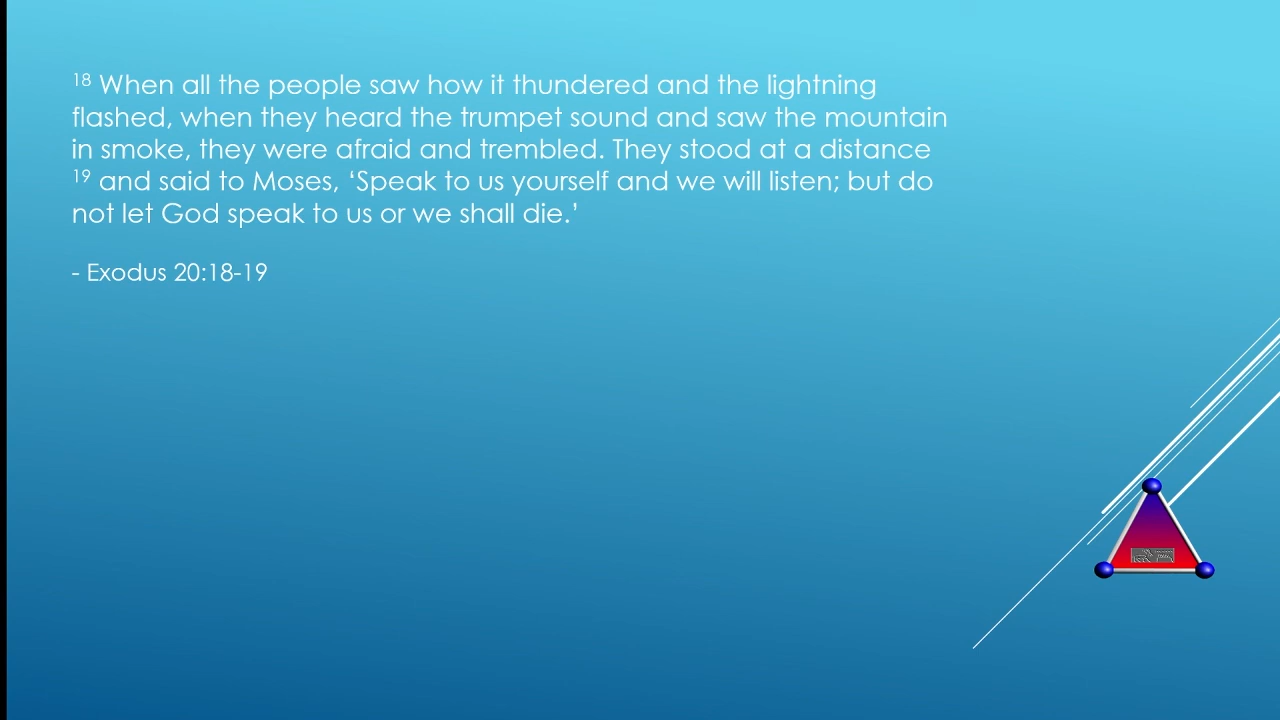 18 When all the people saw how it thundered and the lightning
flashed, when they heard the trumpet sound and saw the mountain
in smoke, they were afraid and trembled. They stood at a distance
19 and said to Moses, ‘Speak to us yourself and we will listen; but do
not let God speak to us or we shall die.’
- Exodus 20:18-19